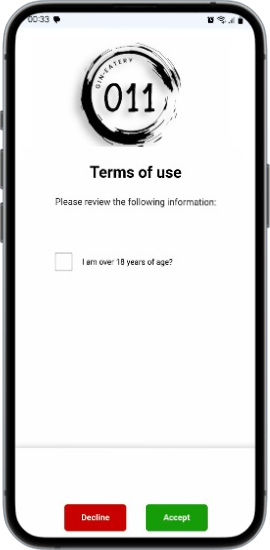 00:33
GIN-EATERY
011
Terms of use
Please review the following information:
I am over 18 years of age?
Decline
Accept